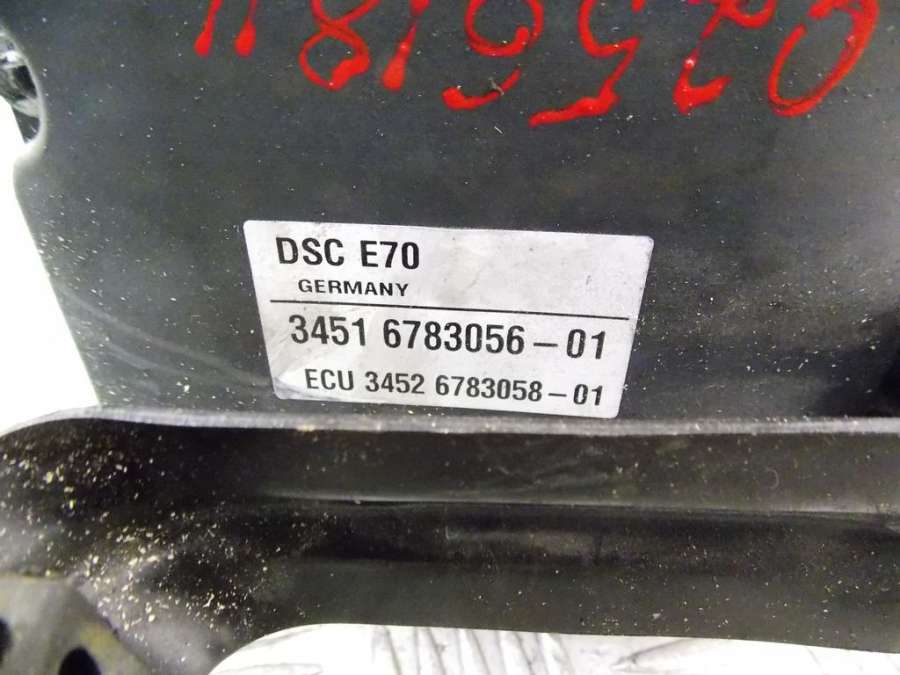 DSC E70
GERMANY
3451 6783056-01
ECU 3452 6783058-01